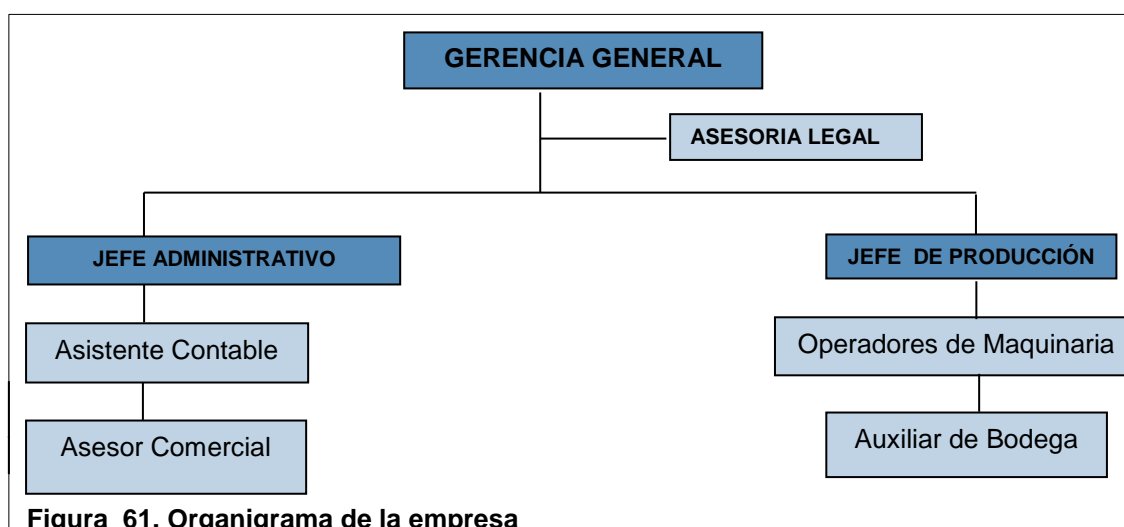 GERENCIA GENERAL
ASESORIA LEGAL
JEFE ADMINISTRATIVO
JEFE DE PRODUCCIÓN
Asistente Contable
Operadores de Maquinaria
Asesor Comercial
Auxiliar de Bodega
Figura 61. Organigrama de la empresa